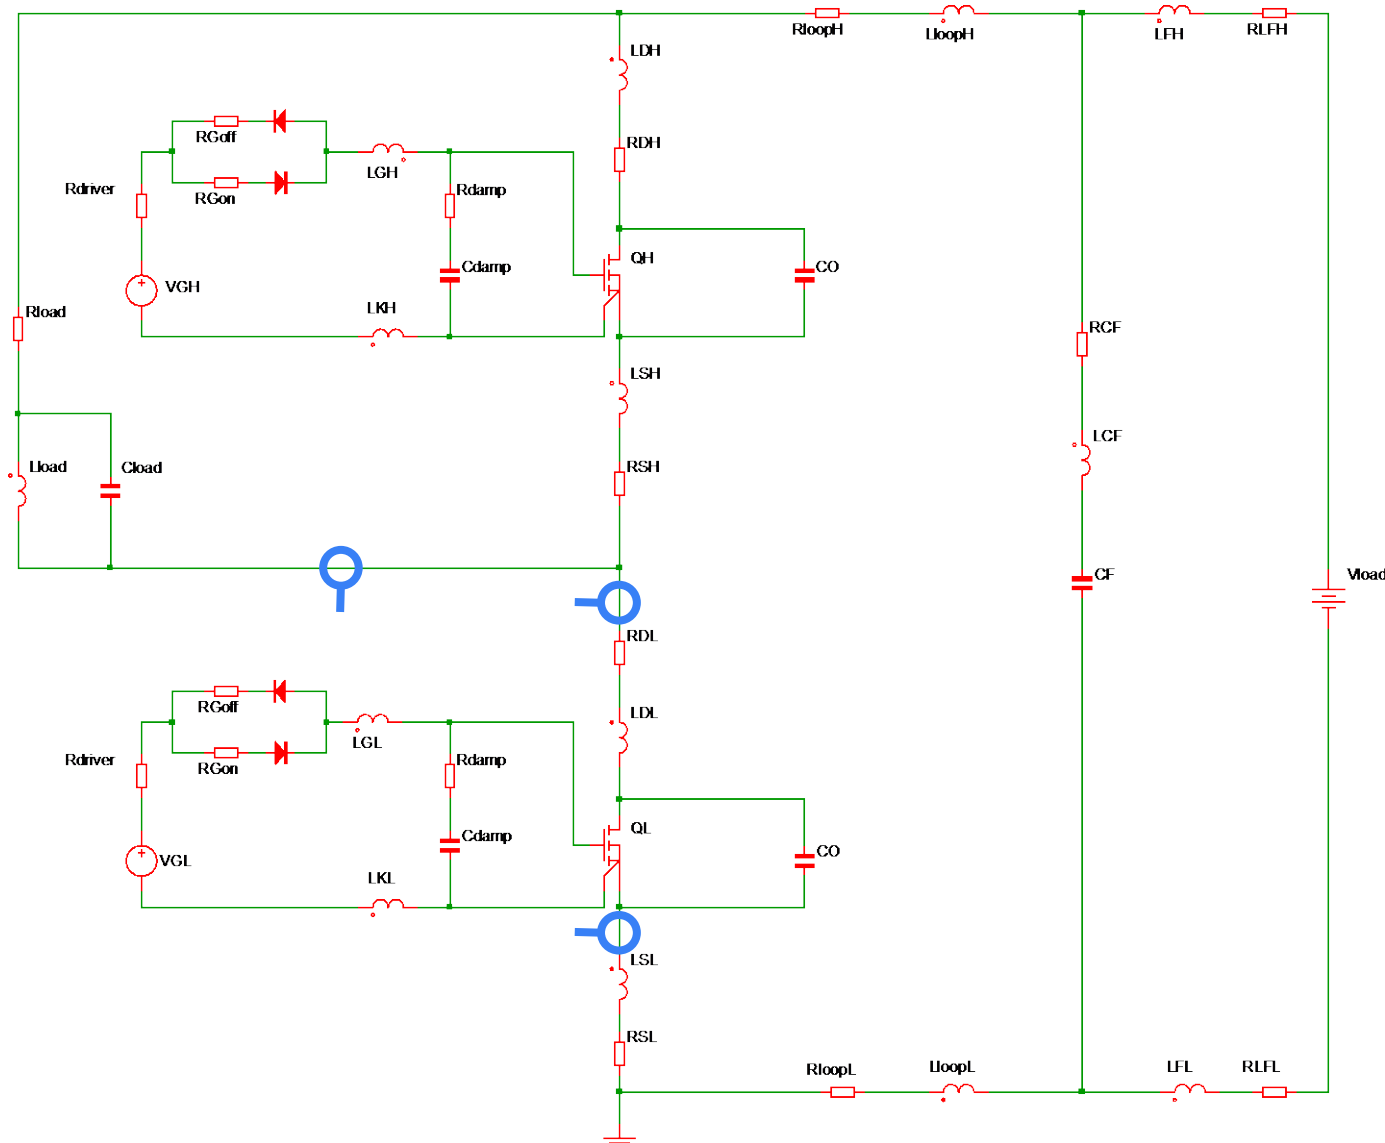 RloopH
LloopH
LFH
RLFH
LDH
RGoff
RDH
LGH
Rdriver
RGon
Rdamp
QH
Cdamp
CO
VGH
LKH
Rload
RCF
LSH
LCF
Lload
Cload
RSH
CF
Vload
RDL
RGoff
LDL
LGL
Rdriver
RGon
Rdamp
QL
Cdamp
CO
VGL
LKL
LSL
RSL
RloopL
LloopL
LFL
RLFL